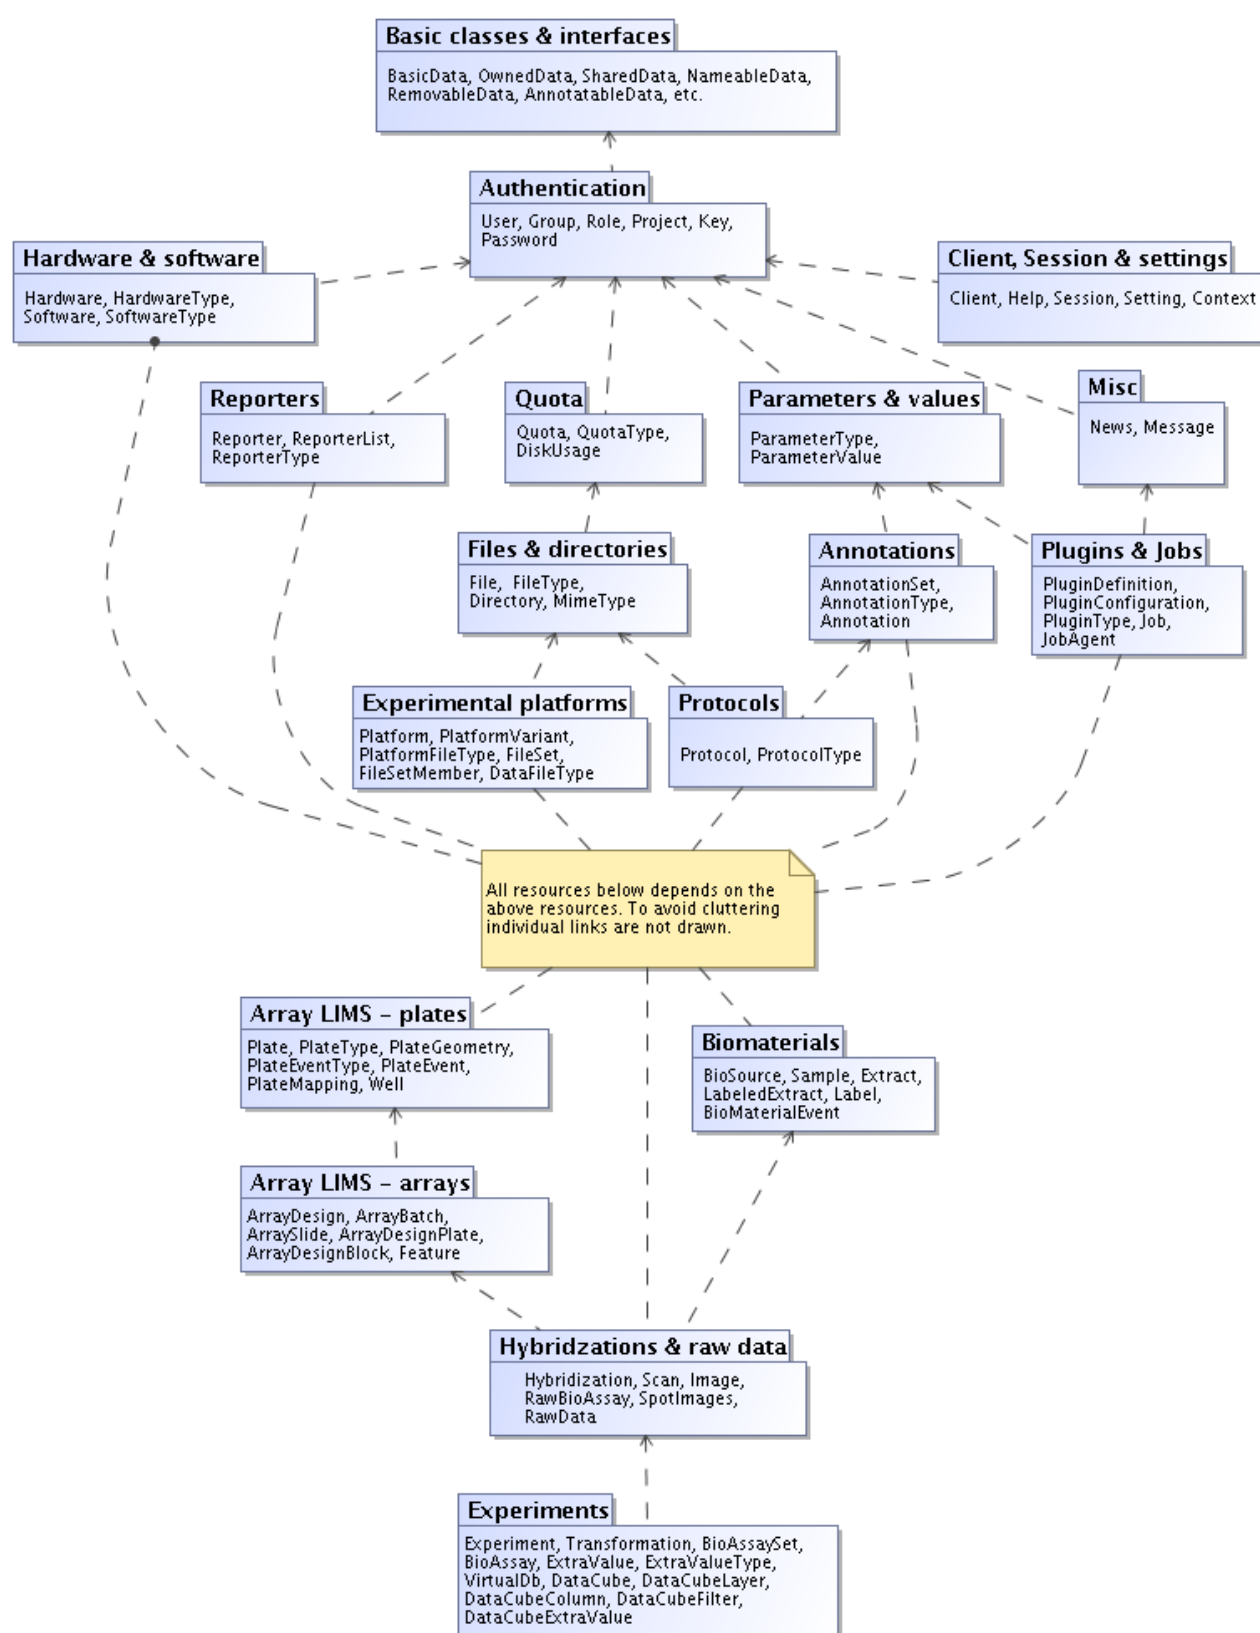 Basic classes & interfaces
BasicData, OwnedData, SharedData, NameableData,
RemovableData, AnnotatableData, etc.
Authentication
User, Group, Role, Project, Key,
Password
Hardware & software
Hardware, HardwareType,
Software, SoftwareType
Client, Session & settings
Client, Help, Session, Setting, Context
Reporters
Reporter, ReporterList,
ReporterType
Quota
Quota, QuotaType,
DiskUsage
Parameters & values
ParameterType,
ParameterValue
Misc
News, Message
Files & directories
File, FileType,
Directory, MimeType
Annotations
AnnotationSet,
AnnotationType,
Annotation
Plugins & Jobs
PluginDefinition,
PluginConfiguration,
PluginType, Job,
JobAgent
Experimental platforms
Platform, PlatformVariant,
PlatformFileType, FileSet,
FileSetMember, DataFileType
Protocols
Protocol, ProtocolType
All resources below depends on the
above resources. To avoid cluttering
individual links are not drawn.
Array LIMS – plates
Plate, PlateType, PlateGeometry,
PlateEventType, PlateEvent,
PlateMapping, Well
Biomaterials
BioSource, Sample, Extract,
LabeledExtract, Label,
BioMaterialEvent
Array LIMS – arrays
ArrayDesign, ArrayBatch,
ArraySlide, ArrayDesignPlate,
ArrayDesignBlock, Feature
Hybridzations & raw data
Hybridization, Scan, Image,
RawBioAssay, SpotImages,
RawData
Experiments
Experiment, Transformation, BioAssaySet,
BioAssay, ExtraValue, ExtraValueType,
VirtualDb, DataCube, DataCubeLayer,
DataCubeColumn, DataCubeFilter,
DataCubeExtraValue